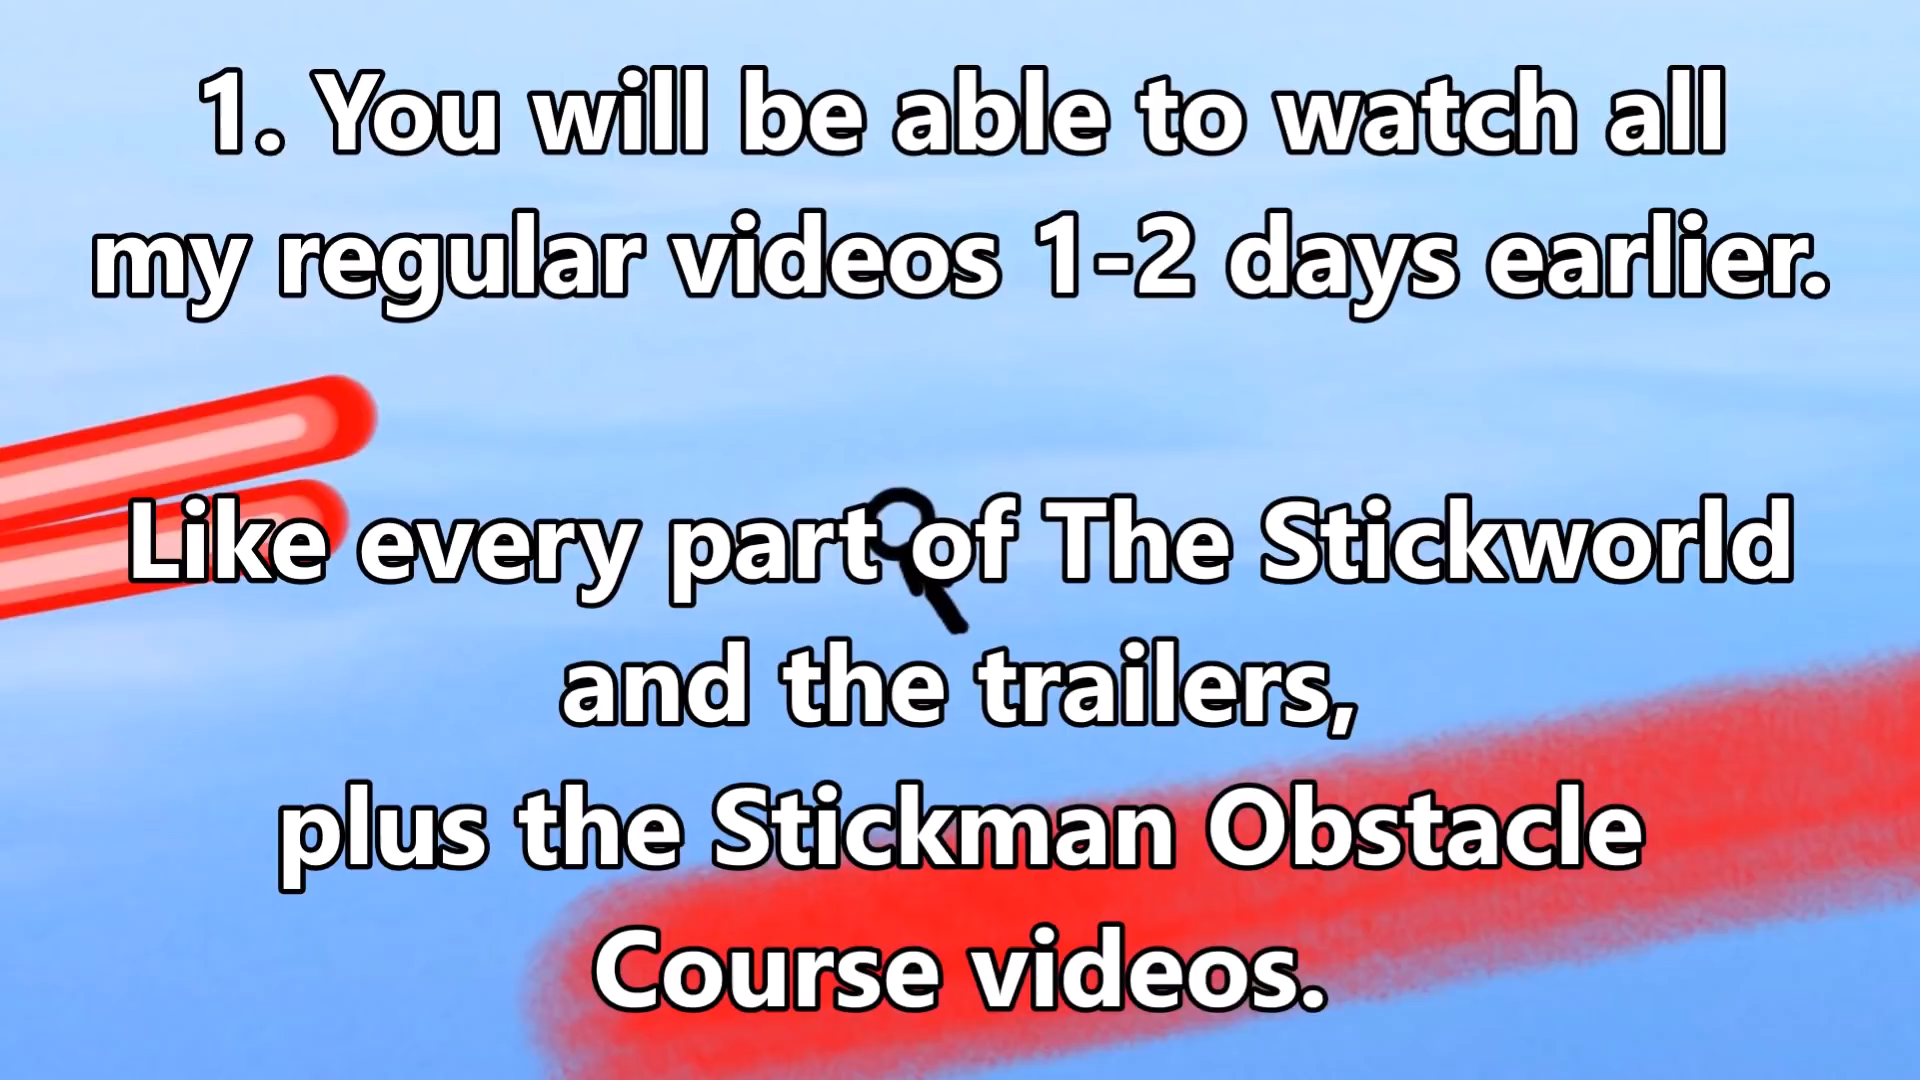 1. You will be able to watch all
my regular videos 1-2 days earlier.
Like every part of The Stickworld
and the trailers,
plus the Stickman Obstacle
Course videos.